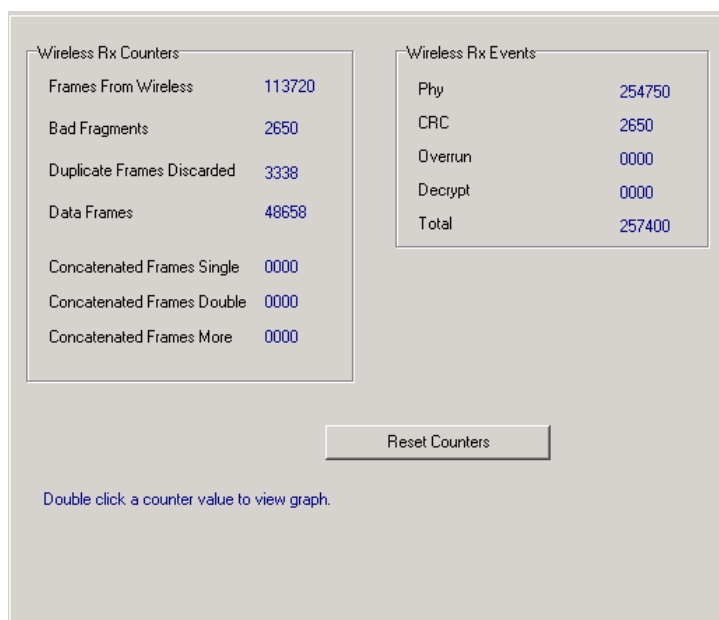 Wireless Rx Counters
Frames From Wireless 113720
Bad Fragments 2650
Duplicate Frames Discarded 3338
Data Frames 48658
Concatenated Frames Single 0000
Concatenated Frames Double 0000
Concatenated Frames More 0000
Wireless Rx Events
Phy 254750
CRC 2650
Overrun 0000
Decrypt 0000
Total 257400
Reset Counters
Double click a counter value to view graph.